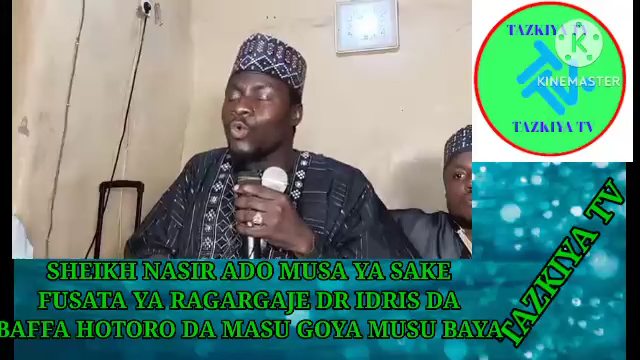 TAZKIYA TV
KINEMASTER
TAZKIYA TV
TAZKIYA TV
SHEIKH NASIR ADO MUSA YA SAKE
FUSATA YA RAGARGAJE DR IDRIS DA
BAFFA HOTORO DA MASU GOYA MUSU BAYA